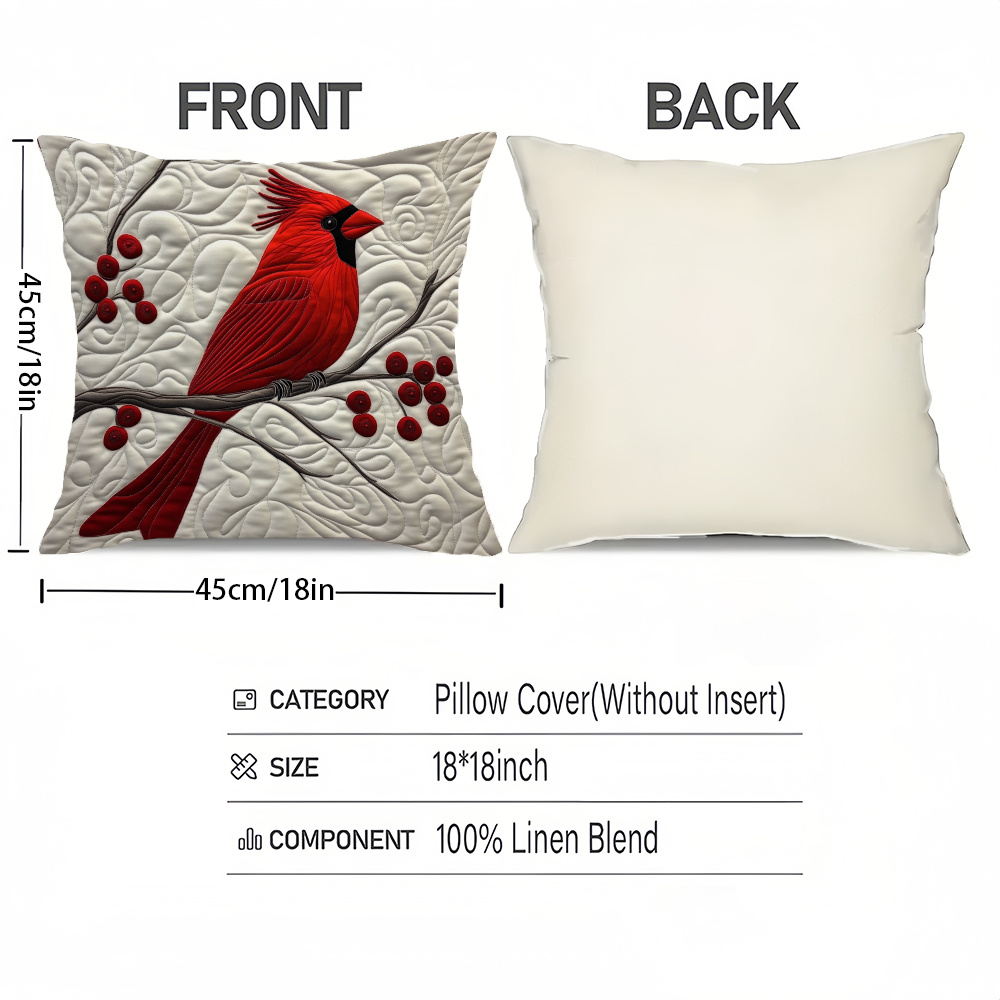 FRONT
BACK
45cm/18in
45cm/18in
CATEGORY Pillow Cover(Without Insert)
SIZE 18*18inch
COMPONENT 100% Linen Blend